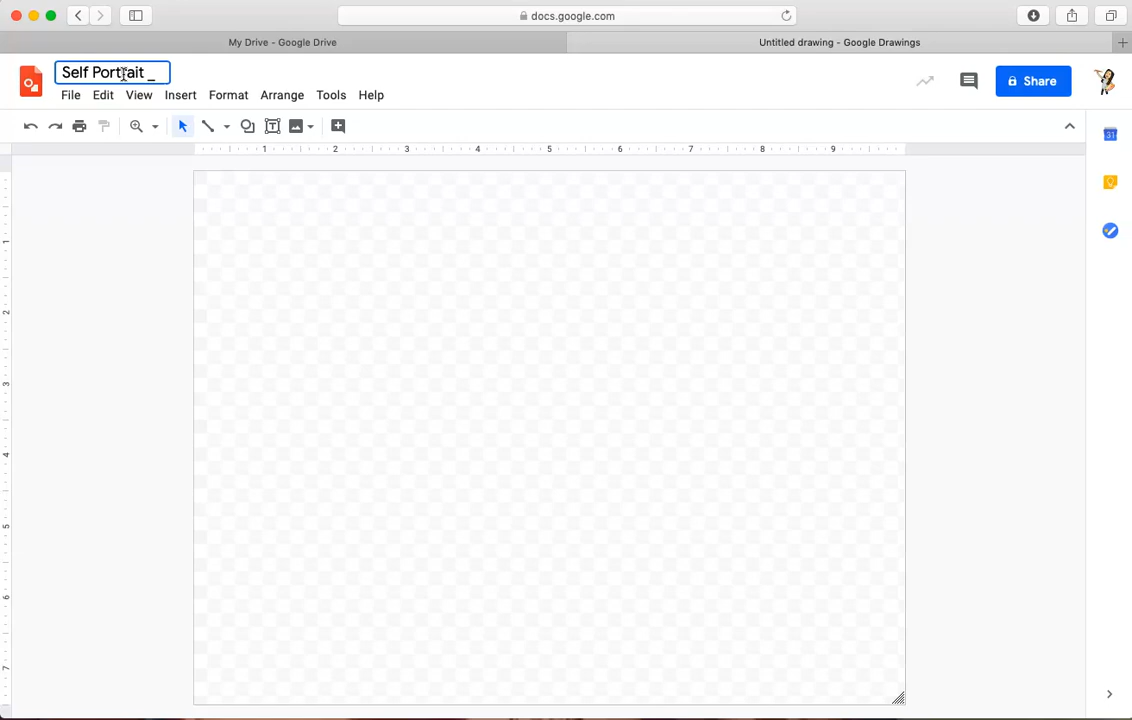 docs.google.com
My Drive - Google Drive
Untitled drawing - Google Drawings
Self Portrait _
File Edit View Insert Format Arrange Tools Help
Share
1 2 3 4 5 6 7 8 9
31
1
2
3
4
5
6
7